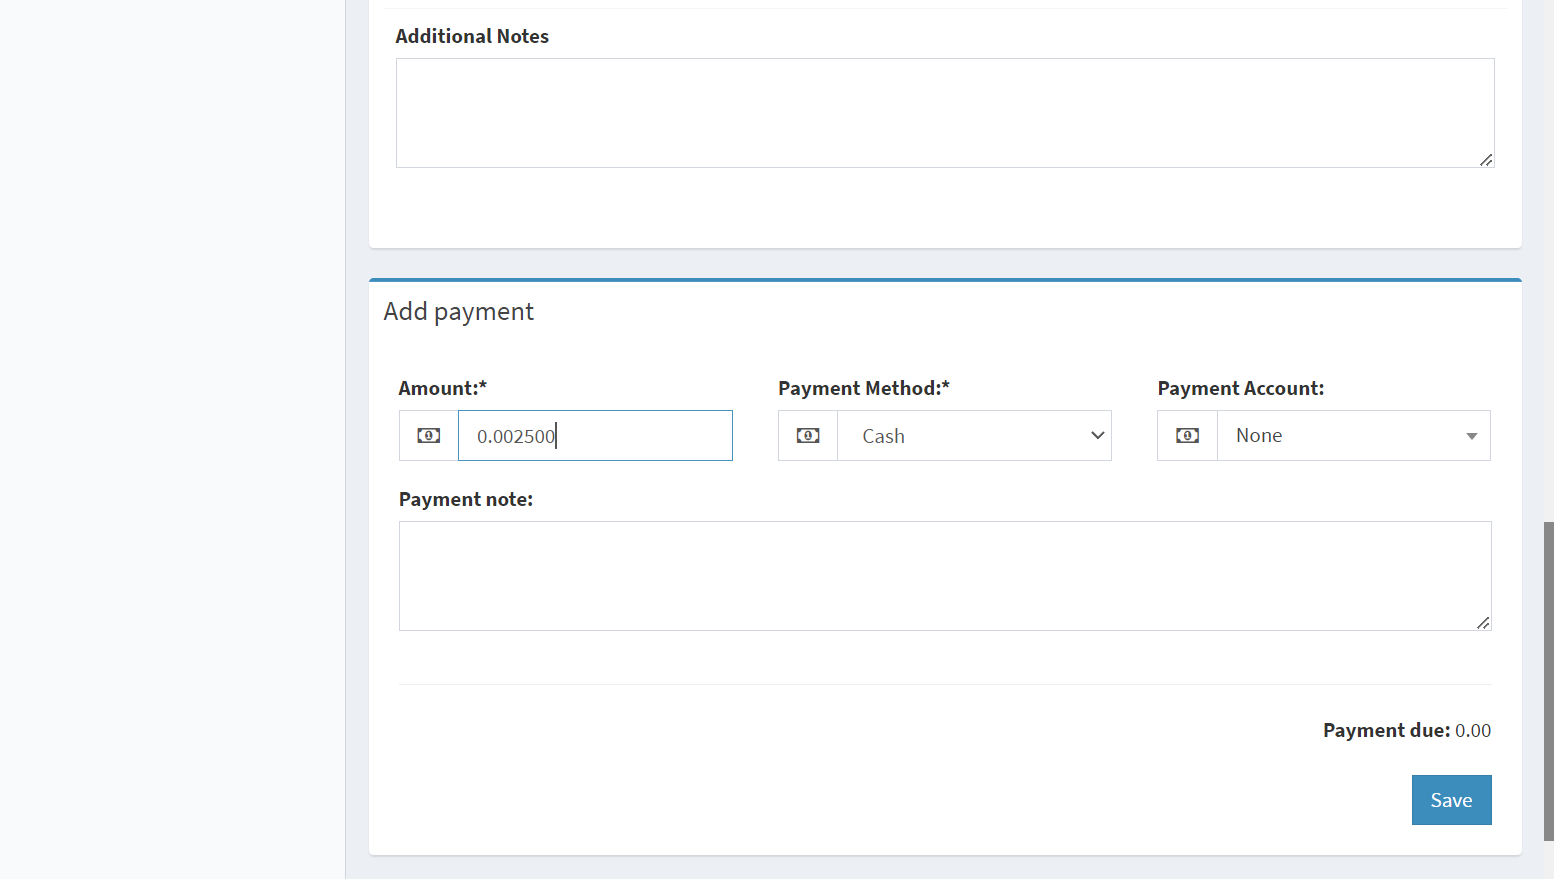 Additional Notes
Add payment
Amount:* Payment Method:* Payment Account:
0.002500 Cash None
Payment note:
Payment due: 0.00
Save